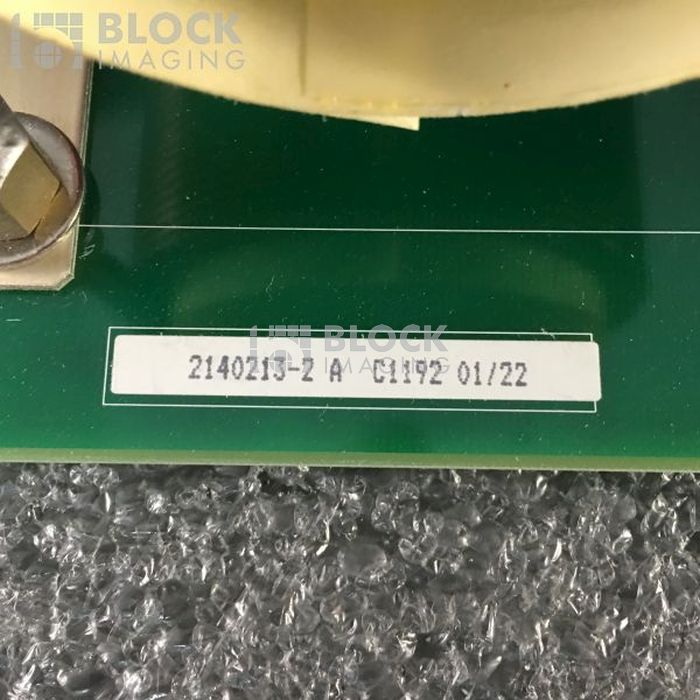 BLOCK
IMAGING
BLOCK
IMAGING
2140213-2 A C1192 01/22